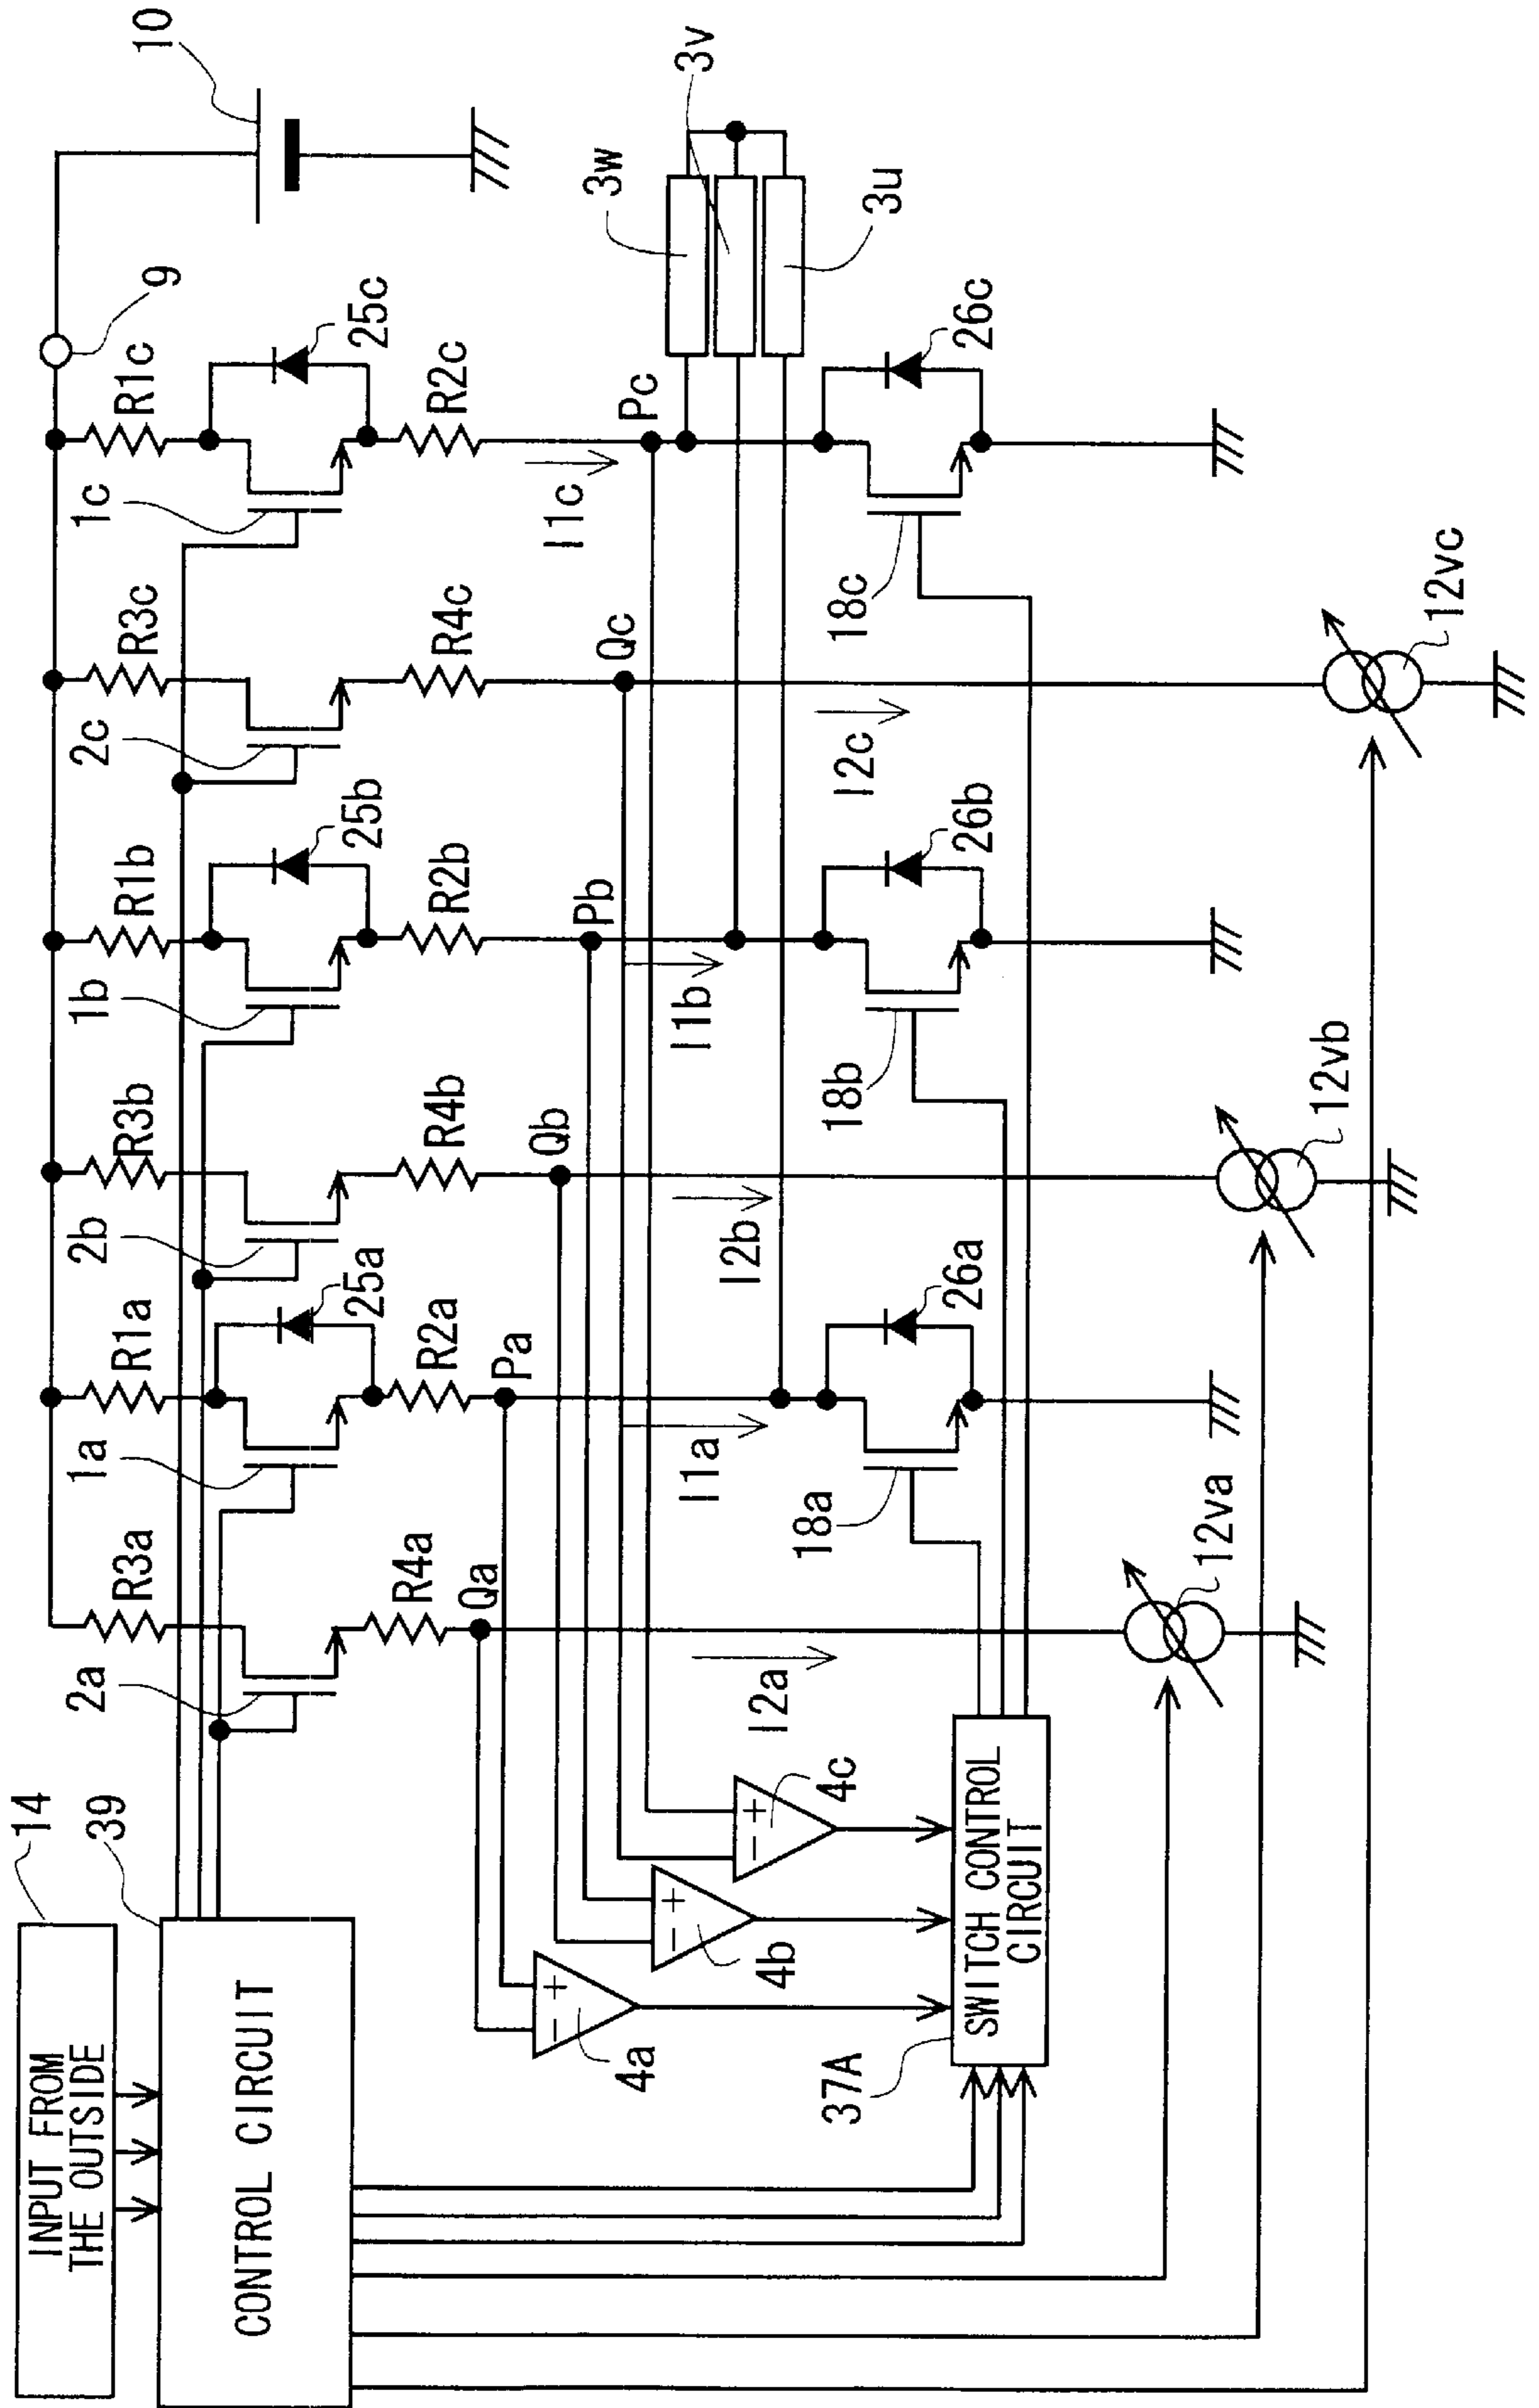 INPUT FROM
THE OUTSIDE
14
39
CONTROL CIRCUIT
10
9
R3a
R1a
R3b
R1b
R3c
R1c
2a
1a
2b
1b
2c
1c
25a
25b
25c
R4a
R2a
R4b
R2b
R4c
R2c
Qa
Pa
Qb
Pb
Qc
Pc
3w
3v
3u
I2a
I1a
I2b
I1b
I2c
I1c
- +
4a
- +
4b
- +
4c
37A
SWITCH CONTROL
CIRCUIT
18a
26a
18b
26b
18c
26c
12va
12vb
12vc